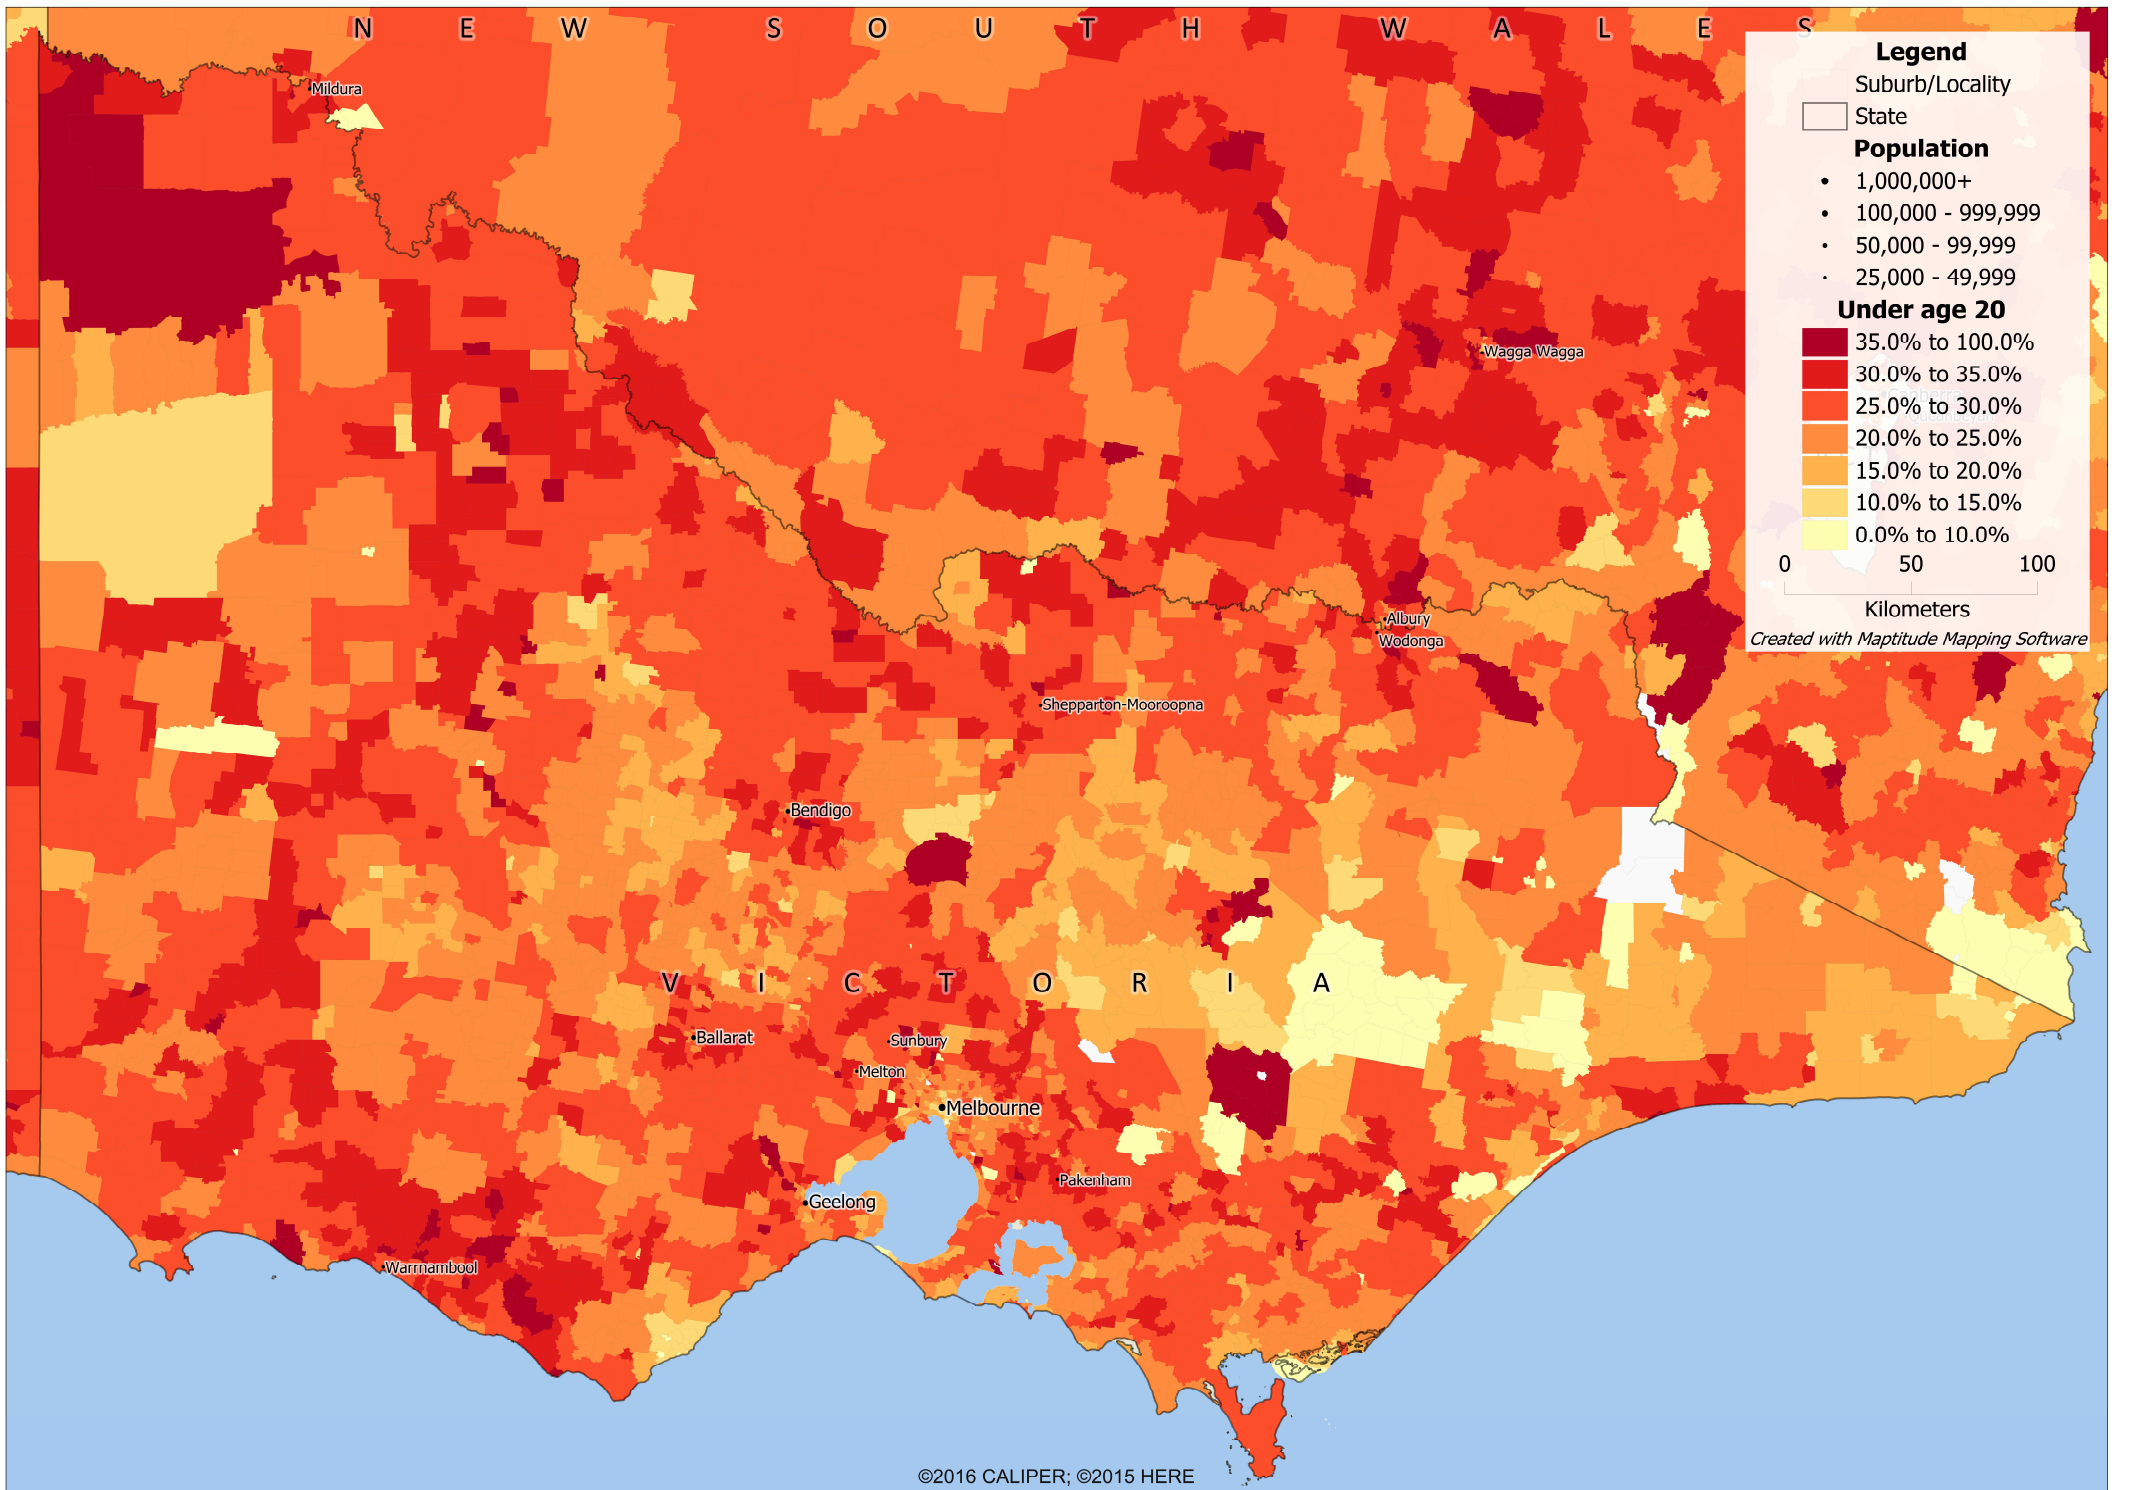 N E W S O U T H W A L E S
Legend
Suburb/Locality
State
Population
1,000,000+
100,000 - 999,999
50,000 - 99,999
25,000 - 49,999
Under age 20
35.0% to 100.0%
30.0% to 35.0%
25.0% to 30.0%
20.0% to 25.0%
15.0% to 20.0%
10.0% to 15.0%
0.0% to 10.0%
0 50 100
Kilometers
Created with Maptitude Mapping Software
Mildura
Wagga Wagga
Albury
Wodonga
Shepparton-Mooroopna
Bendigo
V I C T O R I A
Ballarat
Sunbury
Melton
Melbourne
Pakenham
Geelong
Warrnambool
©2016 CALIPER; ©2015 HERE